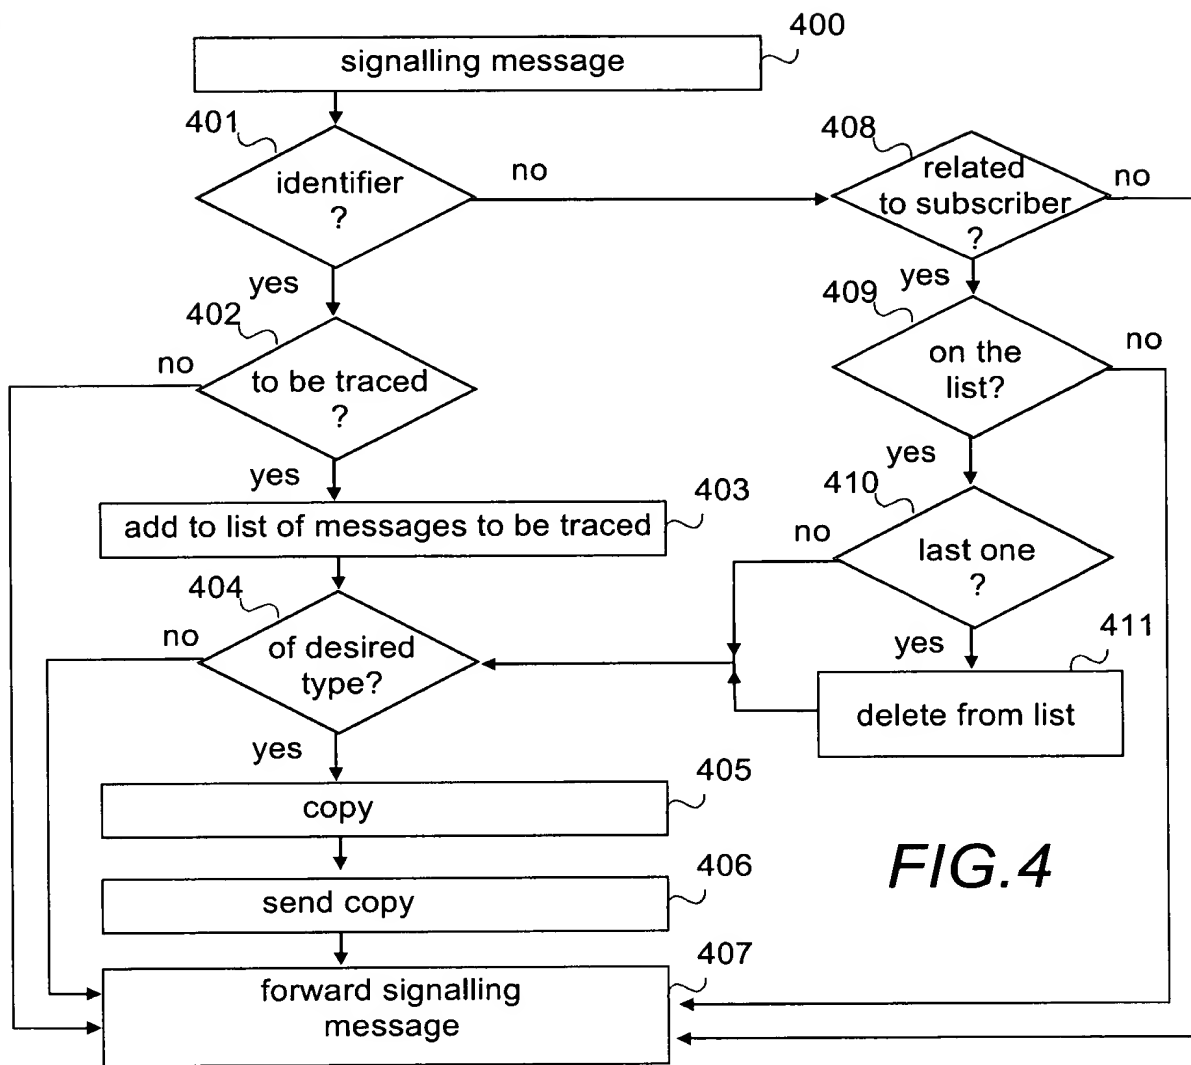 400
signalling message
401
identifier
?
no
yes
408
related
to subscriber
?
no
yes
402
no
to be traced
?
yes
409
on the
list?
no
yes
403
add to list of messages to be traced
410
no
last one
?
yes
404
no
of desired
type?
yes
411
delete from list
405
copy
406
send copy
407
forward signalling
message
FIG.4